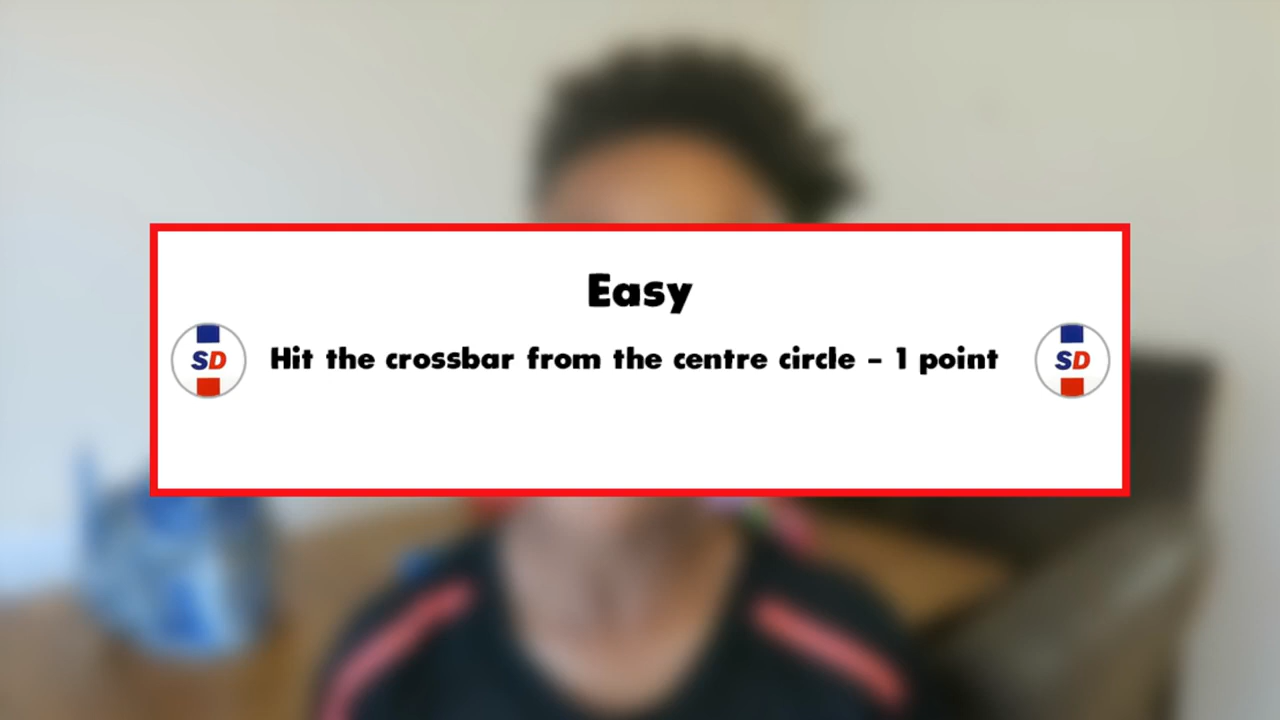 Easy
SD Hit the crossbar from the centre circle – 1 point SD